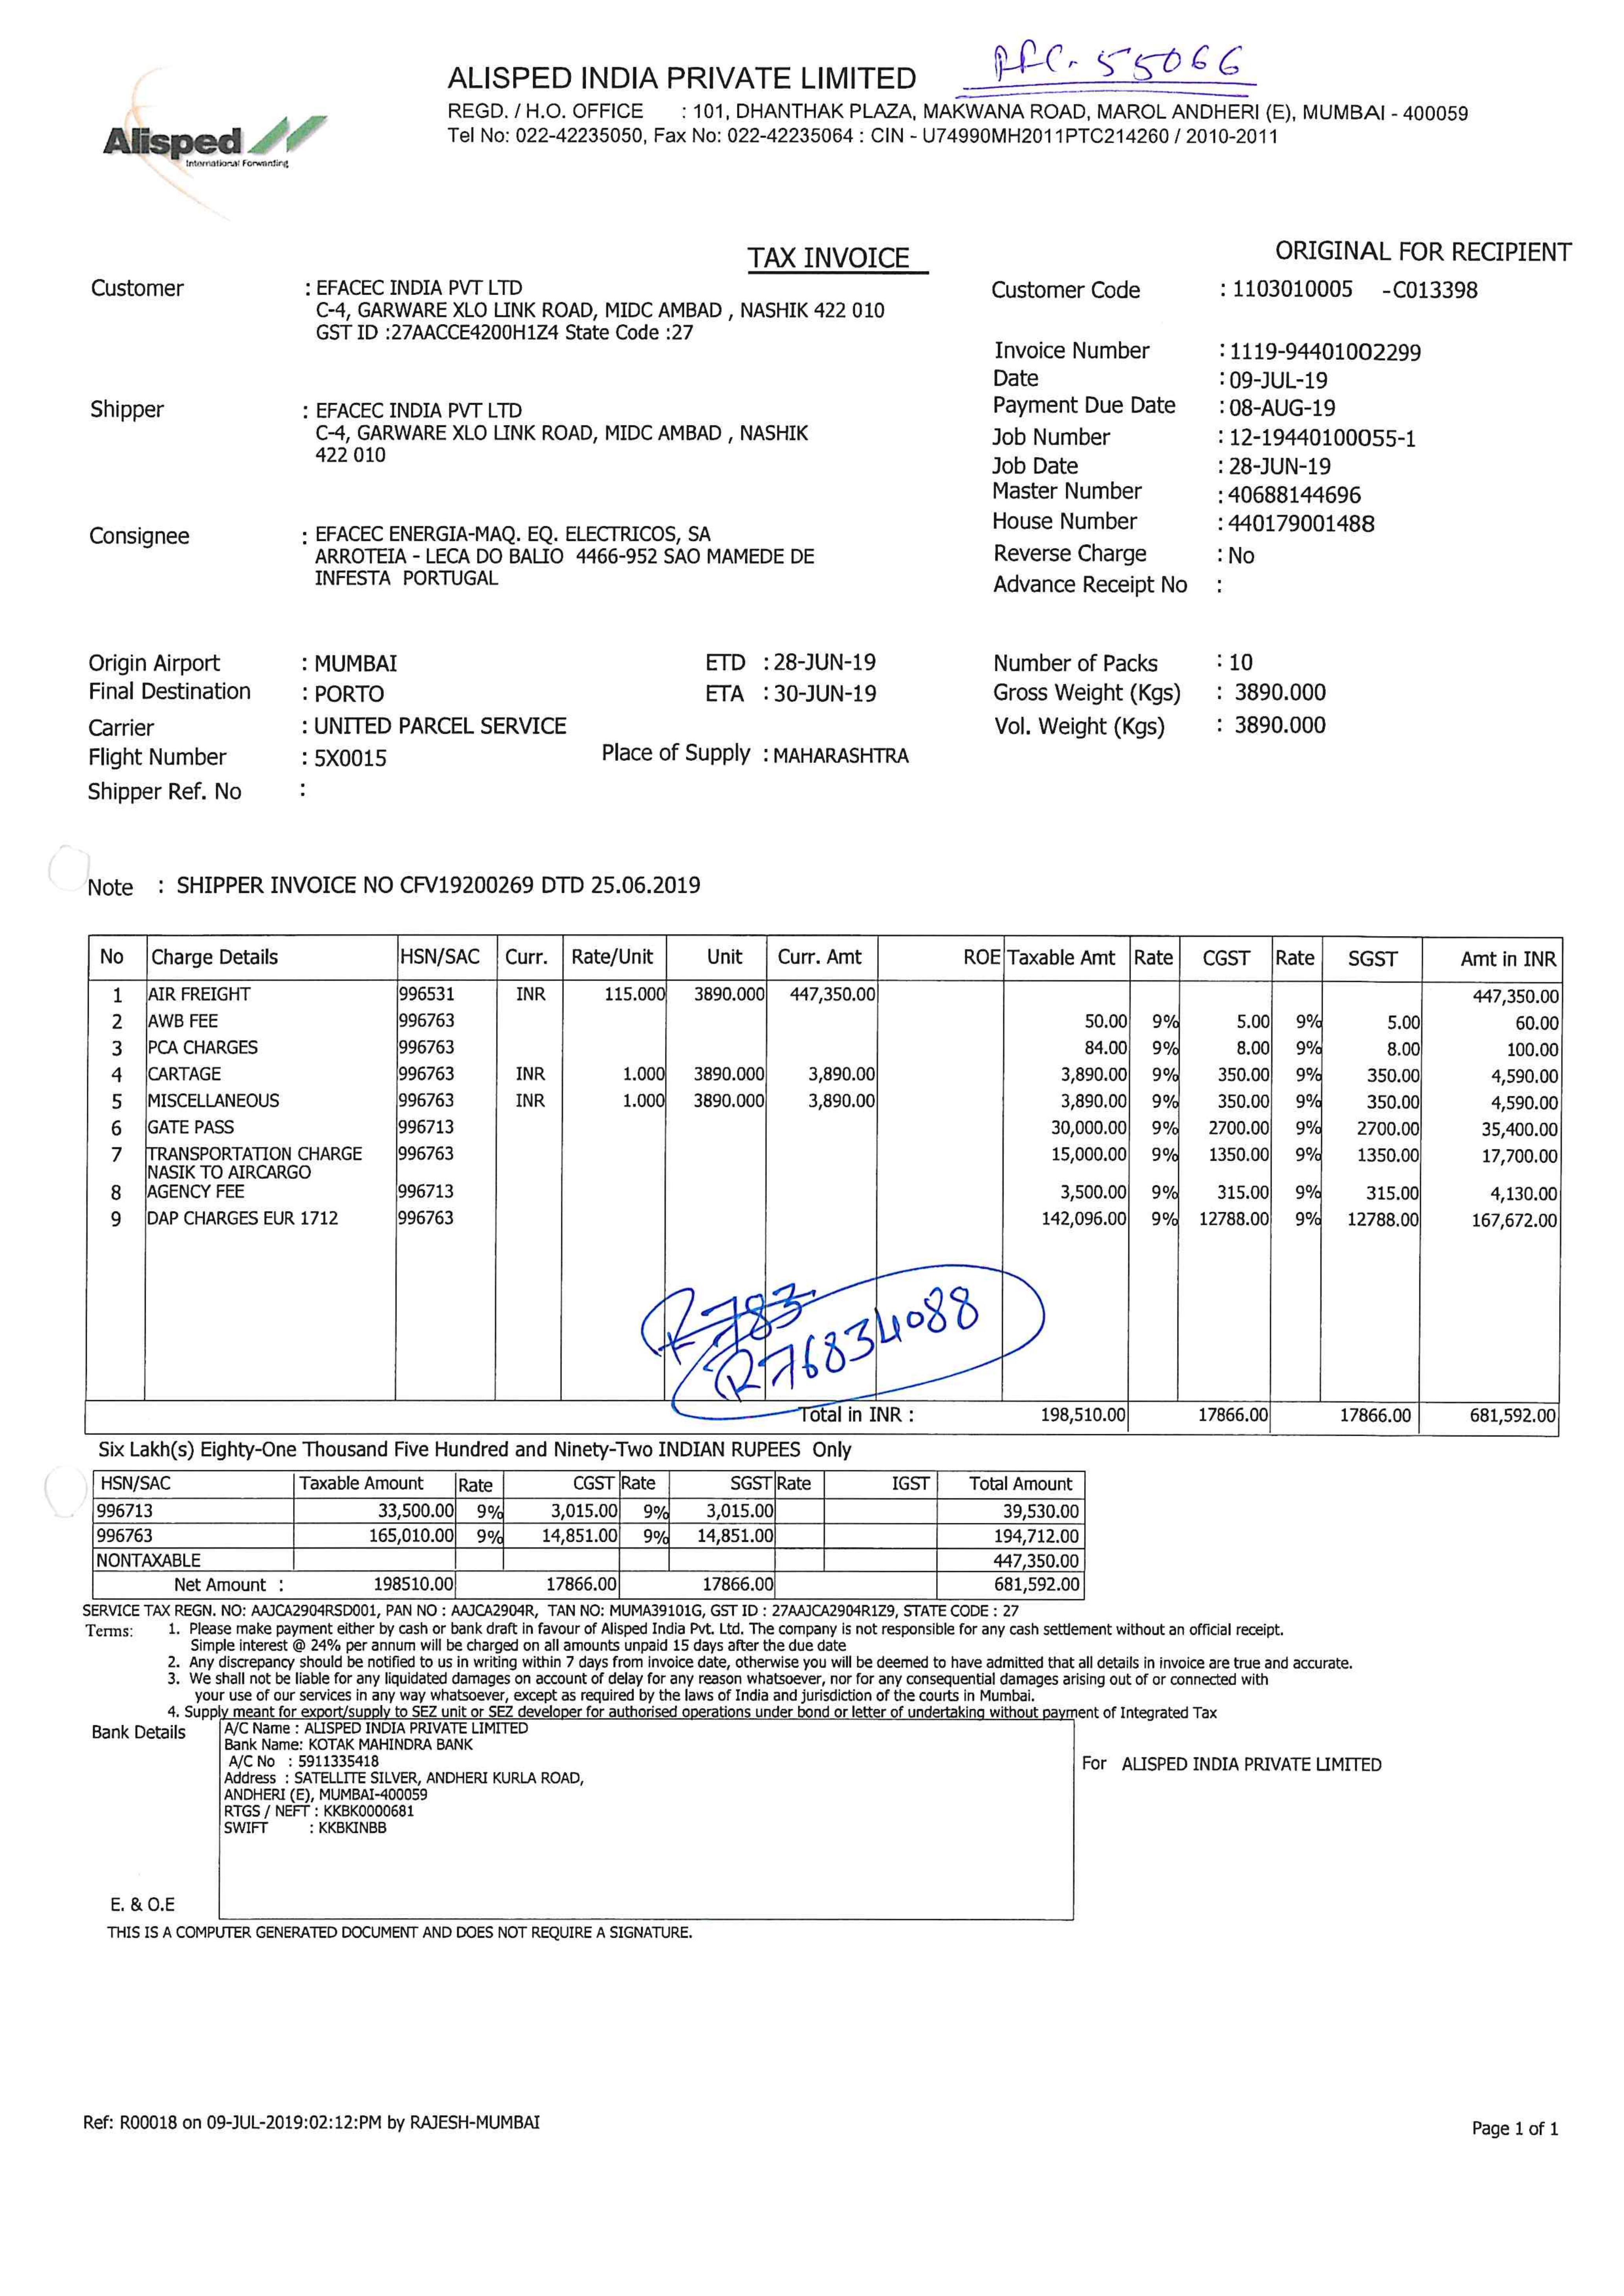 PFC. 55066
ALISPED INDIA PRIVATE LIMITED
REGD. / H.O. OFFICE : 101, DHANTHAK PLAZA, MAKWANA ROAD, MAROL ANDHERI (E), MUMBAI - 400059
Tel No: 022-42235050, Fax No: 022-42235064 : CIN - U74990MH2011PTC214260 / 2010-2011
Alisped
International Forwarding
TAX INVOICE
ORIGINAL FOR RECIPIENT
Customer : EFACEC INDIA PVT LTD
C-4, GARWARE XLO LINK ROAD, MIDC AMBAD , NASHIK 422 010
GST ID :27AACCE4200H1Z4 State Code :27
Shipper : EFACEC INDIA PVT LTD
C-4, GARWARE XLO LINK ROAD, MIDC AMBAD , NASHIK
422 010
Consignee : EFACEC ENERGIA-MAQ. EQ. ELECTRICOS, SA
ARROTEIA - LECA DO BALIO 4466-952 SAO MAMEDE DE
INFESTA PORTUGAL
Customer Code : 1103010005 -C013398
Invoice Number : 1119-94401002299
Date : 09-JUL-19
Payment Due Date : 08-AUG-19
Job Number : 12-19440100055-1
Job Date : 28-JUN-19
Master Number : 40688144696
House Number : 440179001488
Reverse Charge : No
Advance Receipt No :
Origin Airport : MUMBAI ETD : 28-JUN-19 Number of Packs : 10
Final Destination : PORTO ETA : 30-JUN-19 Gross Weight (Kgs) : 3890.000
Carrier : UNITED PARCEL SERVICE Vol. Weight (Kgs) : 3890.000
Flight Number : 5X0015 Place of Supply : MAHARASHTRA
Shipper Ref. No :
Note : SHIPPER INVOICE NO CFV19200269 DTD 25.06.2019
No Charge Details HSN/SAC Curr. Rate/Unit Unit Curr. Amt ROE Taxable Amt Rate CGST Rate SGST Amt in INR
1 AIR FREIGHT 996531 INR 115.000 3890.000 447,350.00 447,350.00
2 AWB FEE 996763 50.00 9% 5.00 9% 5.00 60.00
3 PCA CHARGES 996763 84.00 9% 8.00 9% 8.00 100.00
4 CARTAGE 996763 INR 1.000 3890.000 3,890.00 3,890.00 9% 350.00 9% 350.00 4,590.00
5 MISCELLANEOUS 996763 INR 1.000 3890.000 3,890.00 3,890.00 9% 350.00 9% 350.00 4,590.00
6 GATE PASS 996713 30,000.00 9% 2700.00 9% 2700.00 35,400.00
7 TRANSPORTATION CHARGE 996763 15,000.00 9% 1350.00 9% 1350.00 17,700.00
NASIK TO AIRCARGO
8 AGENCY FEE 996713 3,500.00 9% 315.00 9% 315.00 4,130.00
9 DAP CHARGES EUR 1712 996763 142,096.00 9% 12788.00 9% 12788.00 167,672.00
R76834088
Total in INR : 198,510.00 17866.00 17866.00 681,592.00
Six Lakh(s) Eighty-One Thousand Five Hundred and Ninety-Two INDIAN RUPEES Only
HSN/SAC Taxable Amount Rate CGST Rate SGST Rate IGST Total Amount
996713 33,500.00 9% 3,015.00 9% 3,015.00 39,530.00
996763 165,010.00 9% 14,851.00 9% 14,851.00 194,712.00
NONTAXABLE 447,350.00
Net Amount : 198510.00 17866.00 17866.00 681,592.00
SERVICE TAX REGN. NO: AAJCA2904RSD001, PAN NO : AAJCA2904R, TAN NO: MUMA39101G, GST ID : 27AAJCA2904R1Z9, STATE CODE : 27
Terms: 1. Please make payment either by cash or bank draft in favour of Alisped India Pvt. Ltd. The company is not responsible for any cash settlement without an official receipt.
Simple interest @ 24% per annum will be charged on all amounts unpaid 15 days after the due date
2. Any discrepancy should be notified to us in writing within 7 days from invoice date, otherwise you will be deemed to have admitted that all details in invoice are true and accurate.
3. We shall not be liable for any liquidated damages on account of delay for any reason whatsoever, nor for any consequential damages arising out of or connected with
your use of our services in any way whatsoever, except as required by the laws of India and jurisdiction of the courts in Mumbai.
4. Supply meant for export/supply to SEZ unit or SEZ developer for authorised operations under bond or letter of undertaking without payment of Integrated Tax
Bank Details A/C Name : ALISPED INDIA PRIVATE LIMITED
Bank Name: KOTAK MAHINDRA BANK
A/C No : 5911335418
Address : SATELLITE SILVER, ANDHERI KURLA ROAD,
ANDHERI (E), MUMBAI-400059
RTGS / NEFT : KKBK0000681
SWIFT : KKBKINBB
For ALISPED INDIA PRIVATE LIMITED
E. & O.E
THIS IS A COMPUTER GENERATED DOCUMENT AND DOES NOT REQUIRE A SIGNATURE.
Ref: R00018 on 09-JUL-2019:02:12:PM by RAJESH-MUMBAI
Page 1 of 1